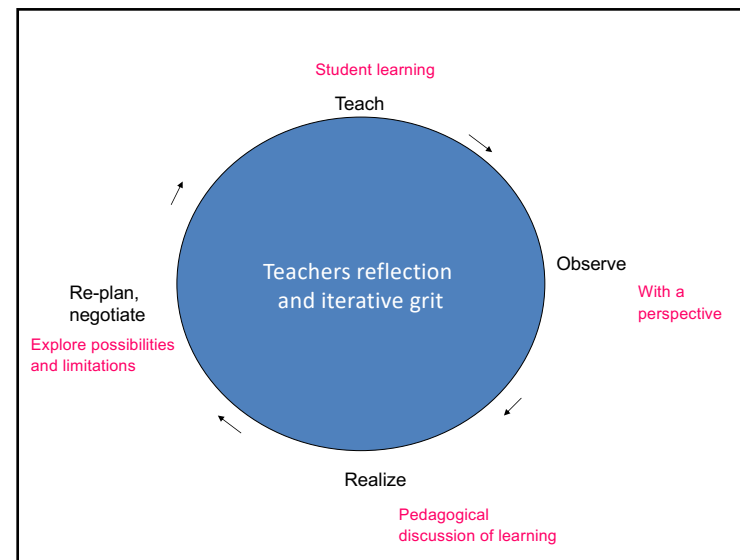 Student learning
Teach
Observe
With a
perspective
Teachers reflection
and iterative grit
Re-plan,
negotiate
Explore possibilities
and limitations
Realize
Pedagogical
discussion of learning